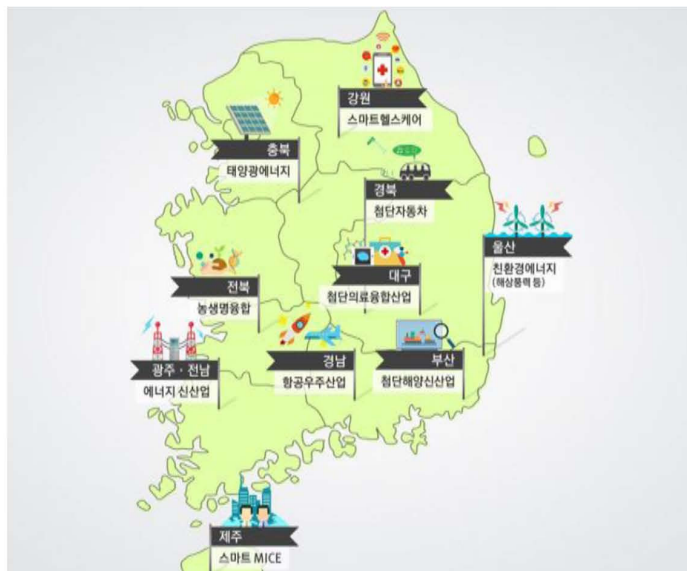 강원
스마트헬스케어
충북
태양광에너지
경북
첨단자동차
울산
친환경에너지
(해상풍력 등)
전북
농생명융합
대구
첨단의료융합산업
광주 · 전남
에너지 신산업
경남
항공우주산업
부산
첨단해양신산업
제주
스마트 MICE